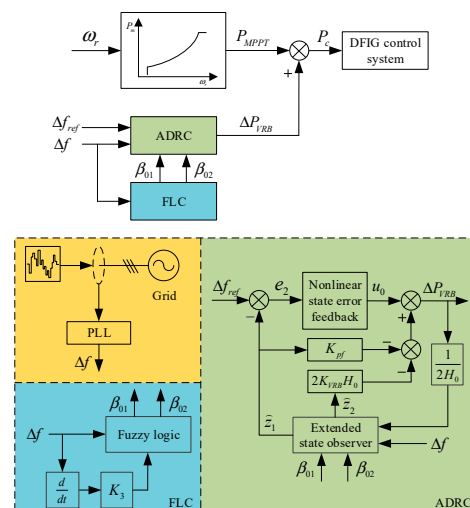 ω_r
P_m
ω_r
P_MPPT
P_c
DFIG control
system
+
Δf_ref
Δf
ADRC
ΔP_VRB
β_01
β_02
FLC
Grid
PLL
Δf
Δf_ref
−
e_2
Nonlinear
state error
feedback
u_0
ΔP_VRB
+
K_pf
−
−
1/2H_0
2K_VRB H_0
ẑ_1
ẑ_2
Extended
state observer
Δf
β_01
β_02
ADRC
β_01
β_02
Δf
Fuzzy logic
d/dt
K_3
FLC